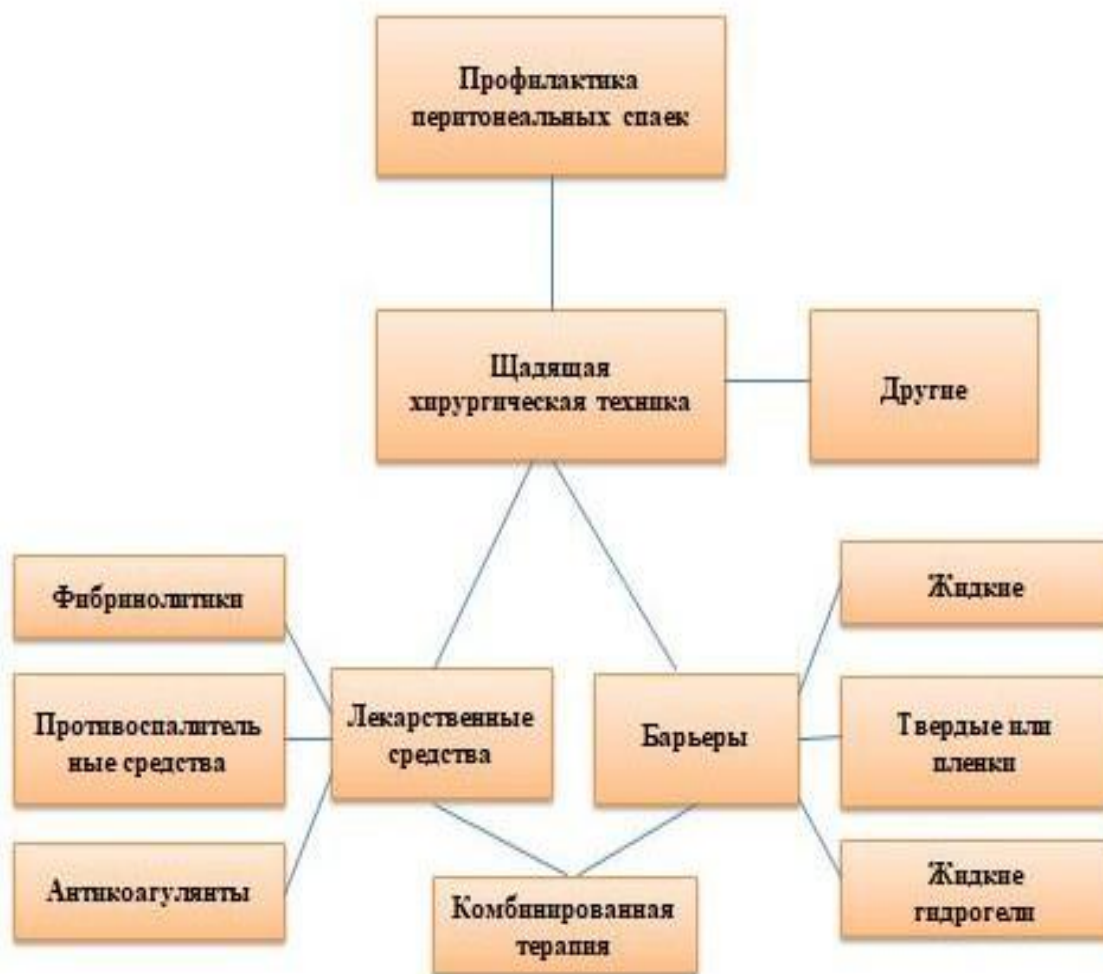 Профилактика
перитонеальных спаек
Щадящая
хирургическая техника
Другие
Фибринолитики
Жидкие
Противоспалитель
ные средства
Лекарственные
средства
Барьеры
Твердые или
пленки
Антикоагулянты
Комбинированная
терапия
Жидкие
гидрогели